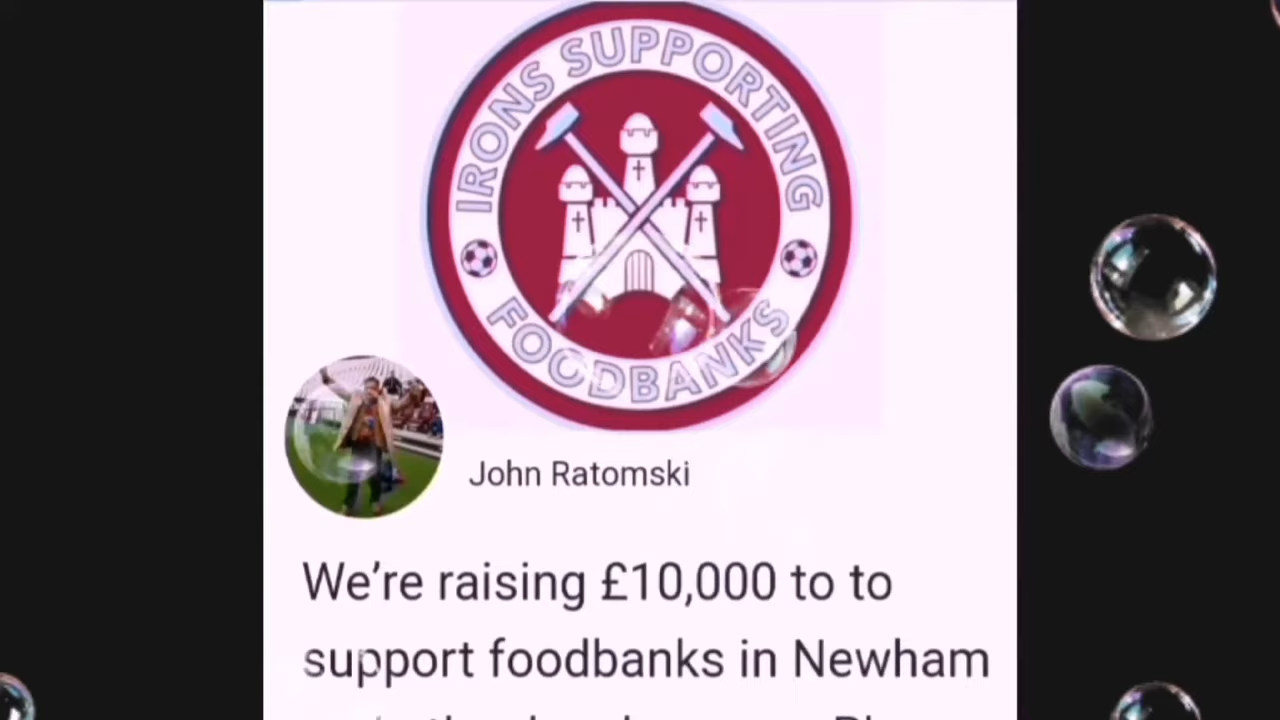 IRONS SUPPORTING
FOODBANKS
John Ratomski
We’re raising £10,000 to to
support foodbanks in Newham